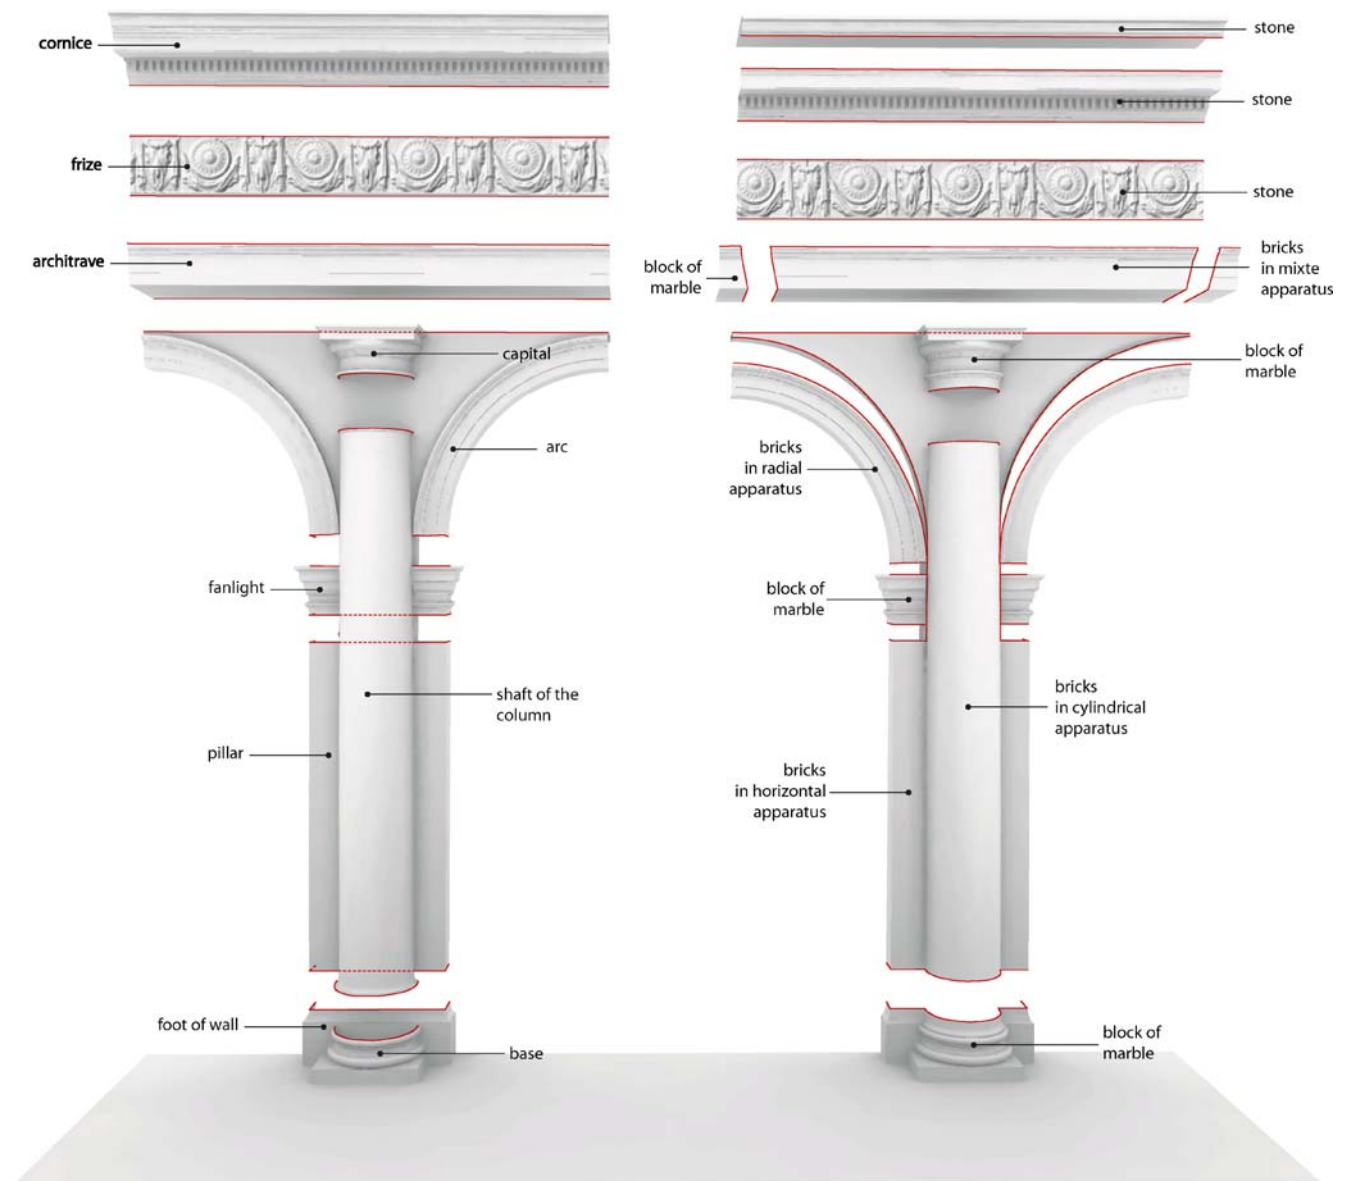 cornice
frize
architrave
capital
arc
fanlight
shaft of the
column
pillar
foot of wall
base
stone
stone
stone
block of
marble
bricks
in mixte
apparatus
block of
marble
bricks
in radial
apparatus
block of
marble
bricks
in cylindrical
apparatus
bricks
in horizontal
apparatus
block of
marble